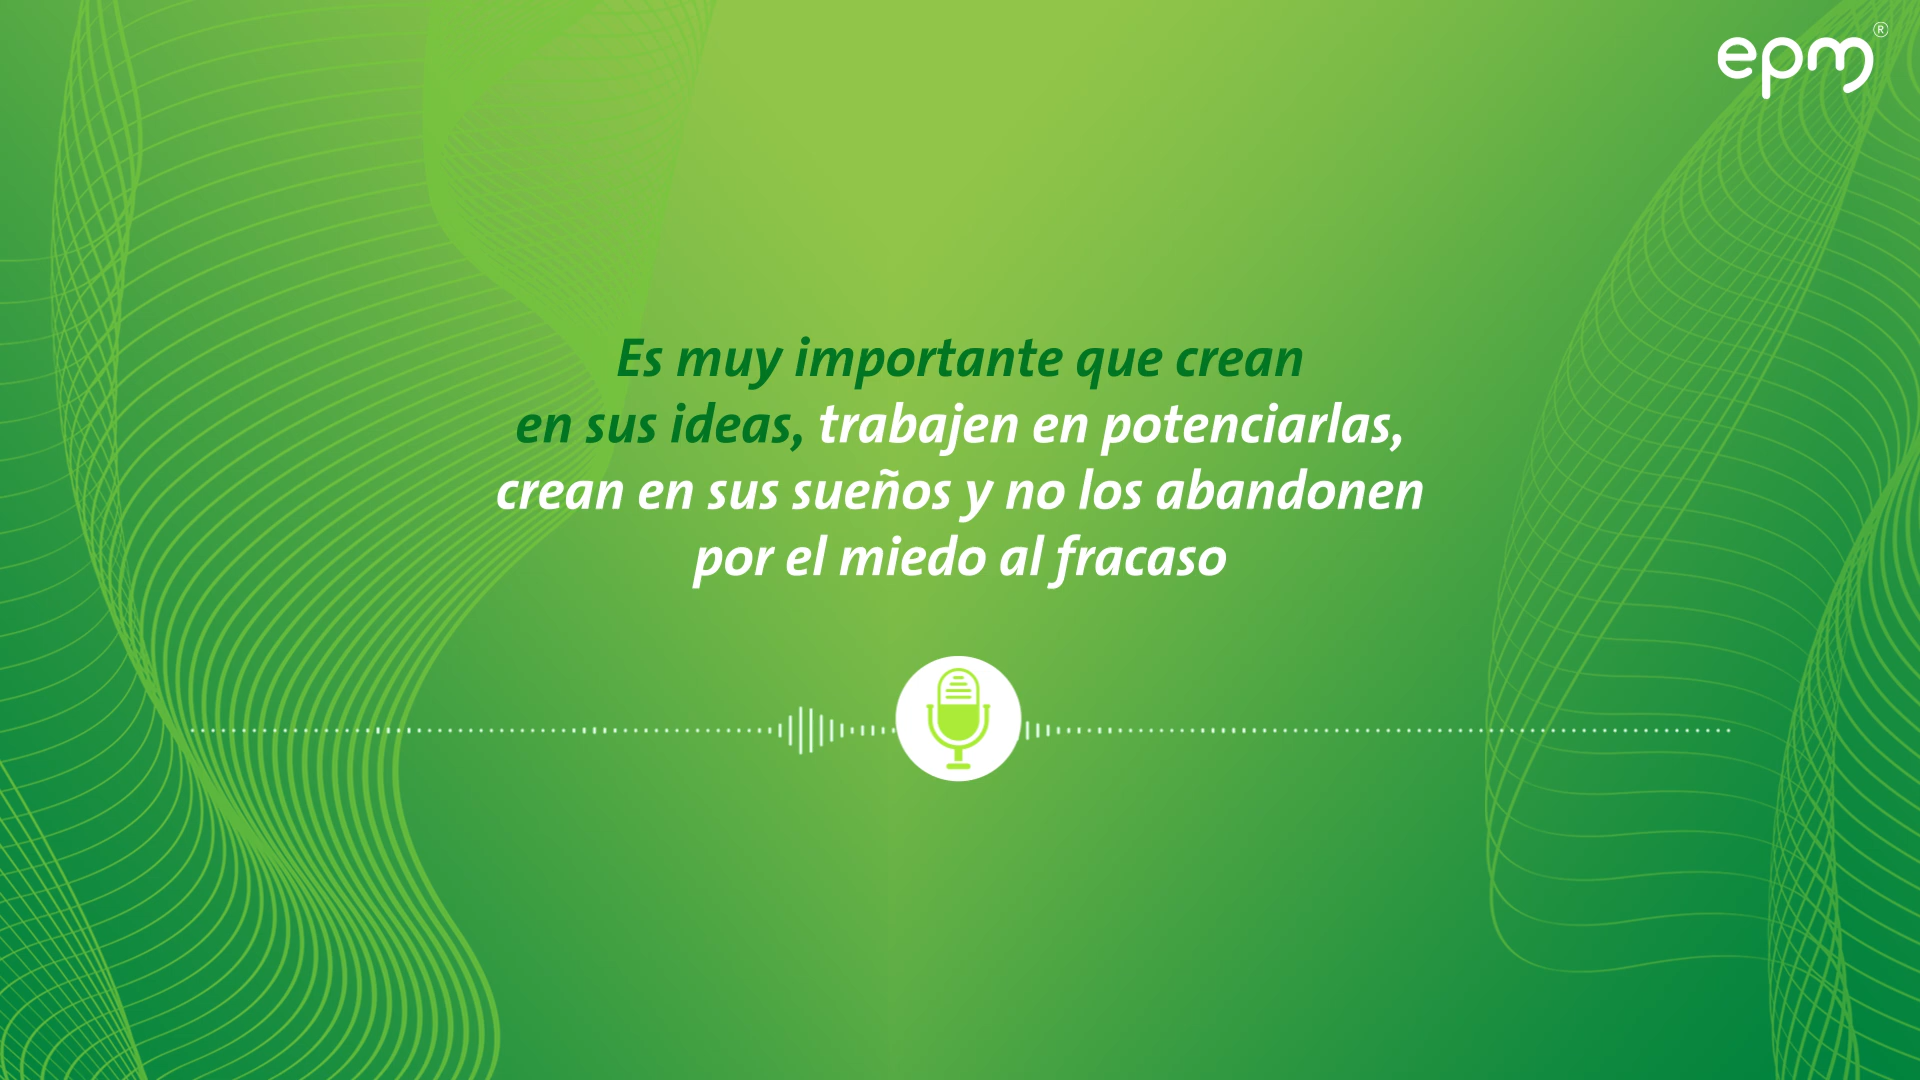 epm®
Es muy importante que crean
en sus ideas, trabajen en potenciarlas,
crean en sus sueños y no los abandonen
por el miedo al fracaso